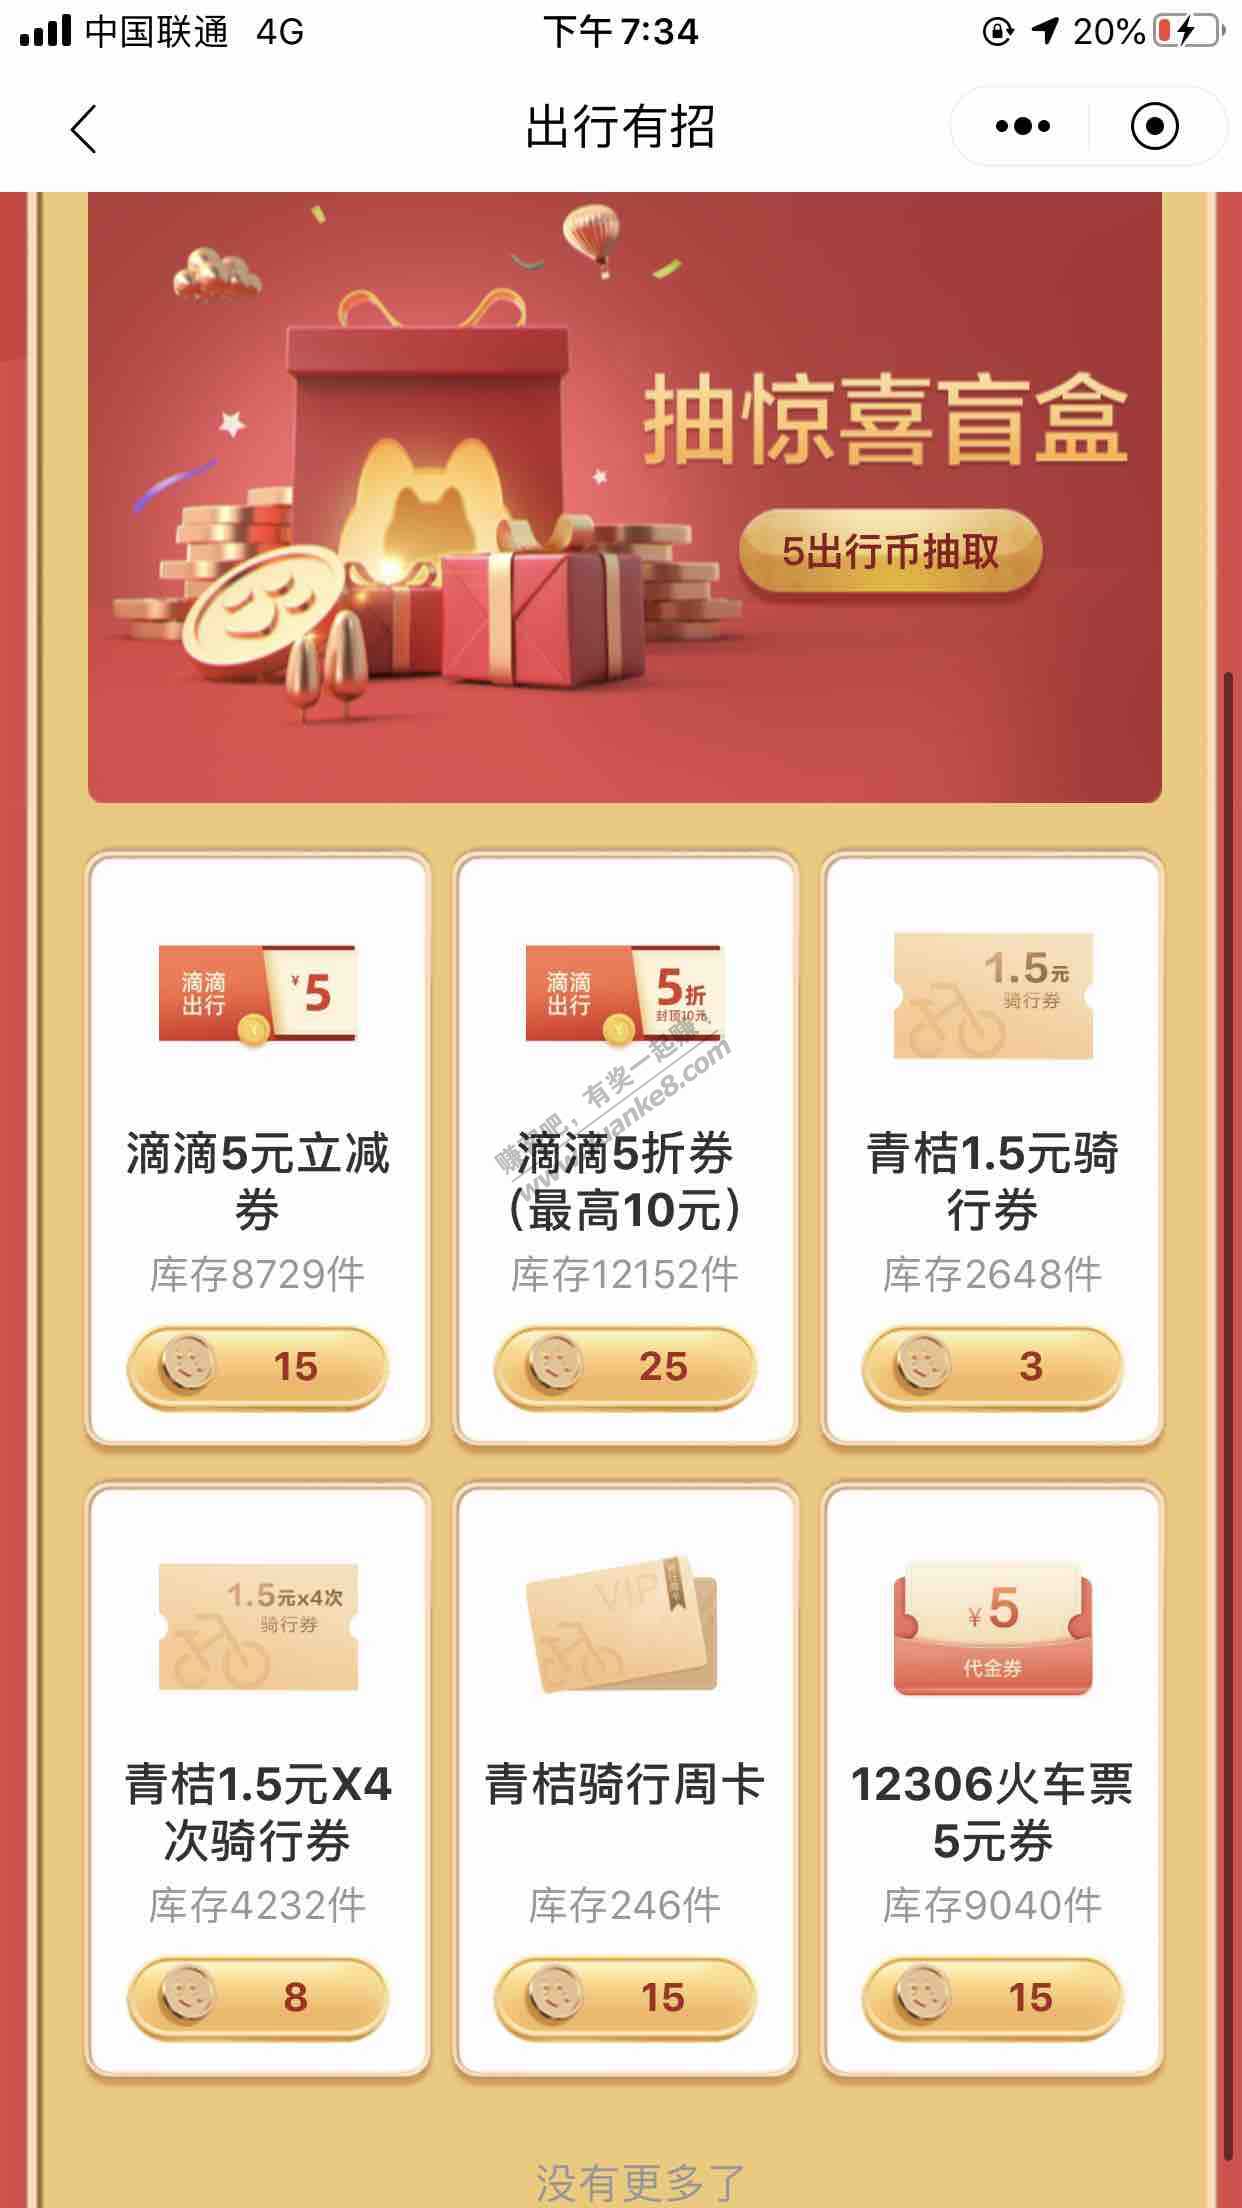 中国联通 4G 下午7:34 20%
出行有招
抽惊喜盲盒
5出行币抽取
滴滴 ¥5
出行
滴滴 5折
出行 封顶10元
1.5元
骑行券
滴滴5元立减
券
库存8729件
15
滴滴5折券
（最高10元）
库存12152件
25
青桔1.5元骑
行券
库存2648件
3
赚客吧，有奖一起赚！
www.zuanke8.com
1.5元x4次
骑行券
VIP
¥5
代金券
青桔1.5元X4
次骑行券
库存4232件
8
青桔骑行周卡
库存246件
15
12306火车票
5元券
库存9040件
15
没有更多了